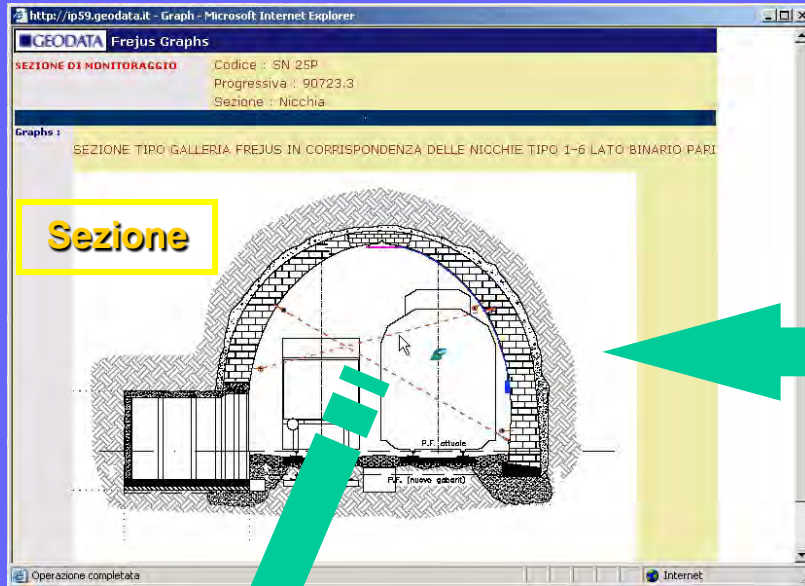 http://ip59.geodata.it - Graph - Microsoft Internet Explorer
GEODATA Frejus Graphs
SEZIONE DI MONITORAGGIO
Codice : SN 25P
Progressiva : 90723.3
Sezione : Nicchia
Graphs :
SEZIONE TIPO GALLERIA FREJUS IN CORRISPONDENZA DELLE NICCHIE TIPO 1-6 LATO BINARIO PARI
Sezione
P.F. attuale
P.F. (nuovo gabarit)
Operazione completata
Internet